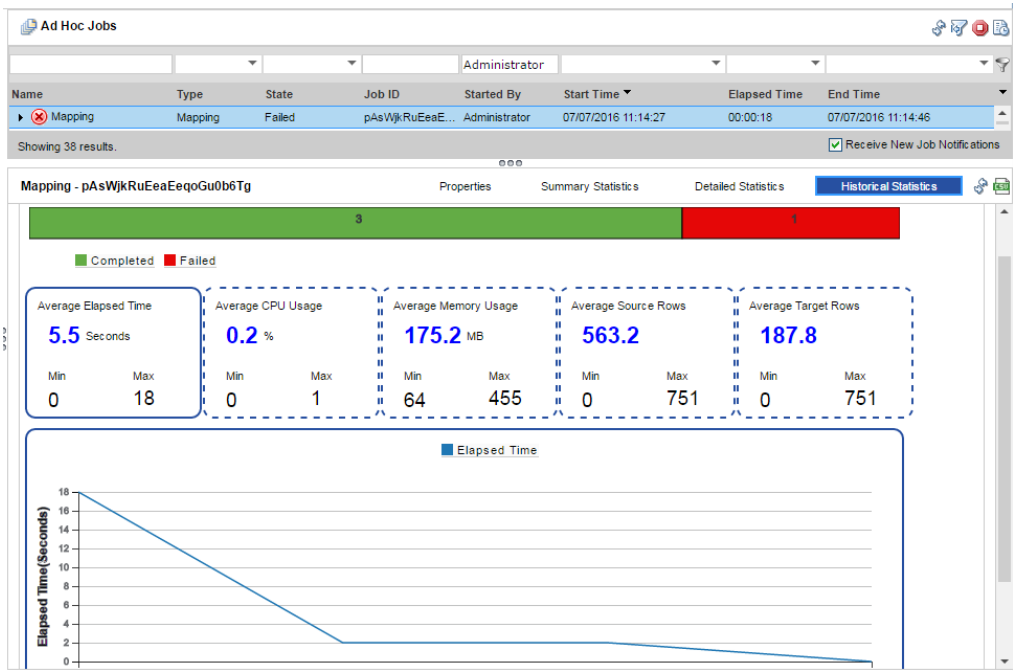 Ad Hoc Jobs
Administrator
Name Type State Job ID Started By Start Time Elapsed Time End Time
Mapping Mapping Failed pAsWjkRuEeaE... Administrator 07/07/2016 11:14:27 00:00:18 07/07/2016 11:14:46
Showing 38 results. Receive New Job Notifications
Mapping - pAsWjkRuEeaEeqoGu0b6Tg Properties Summary Statistics Detailed Statistics Historical Statistics
CSV
3 1
Completed Failed
Average Elapsed Time Average CPU Usage Average Memory Usage Average Source Rows Average Target Rows
5.5 Seconds 0.2 % 175.2 MB 563.2 187.8
Min Max Min Max Min Max Min Max Min Max
0 18 0 1 64 455 0 751 0 751
Elapsed Time
Elapsed Time(Seconds)
18
16
14
12
10
8
6
4
2
0